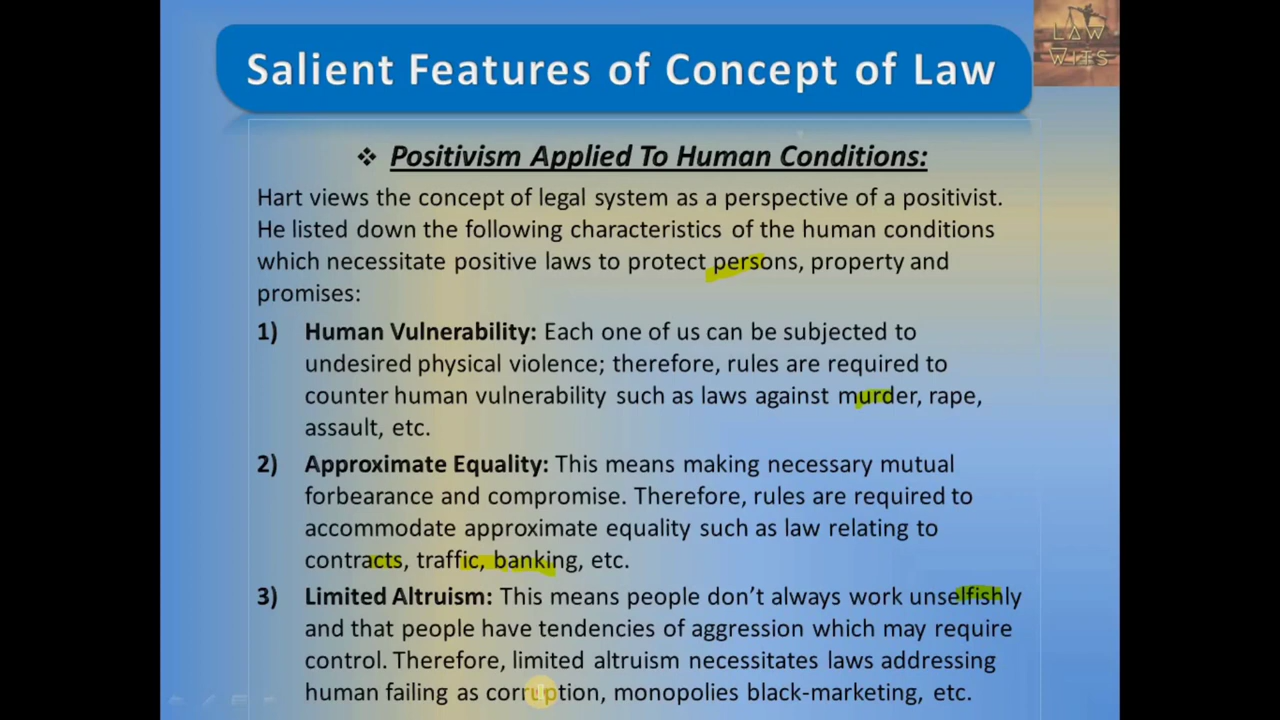 Salient Features of Concept of Law
LAW
WITS
❖ Positivism Applied To Human Conditions:
Hart views the concept of legal system as a perspective of a positivist.
He listed down the following characteristics of the human conditions
which necessitate positive laws to protect persons, property and
promises:
1) Human Vulnerability: Each one of us can be subjected to
undesired physical violence; therefore, rules are required to
counter human vulnerability such as laws against murder, rape,
assault, etc.
2) Approximate Equality: This means making necessary mutual
forbearance and compromise. Therefore, rules are required to
accommodate approximate equality such as law relating to
contracts, traffic, banking, etc.
3) Limited Altruism: This means people don't always work unselfishly
and that people have tendencies of aggression which may require
control. Therefore, limited altruism necessitates laws addressing
human failing as corruption, monopolies black-marketing, etc.